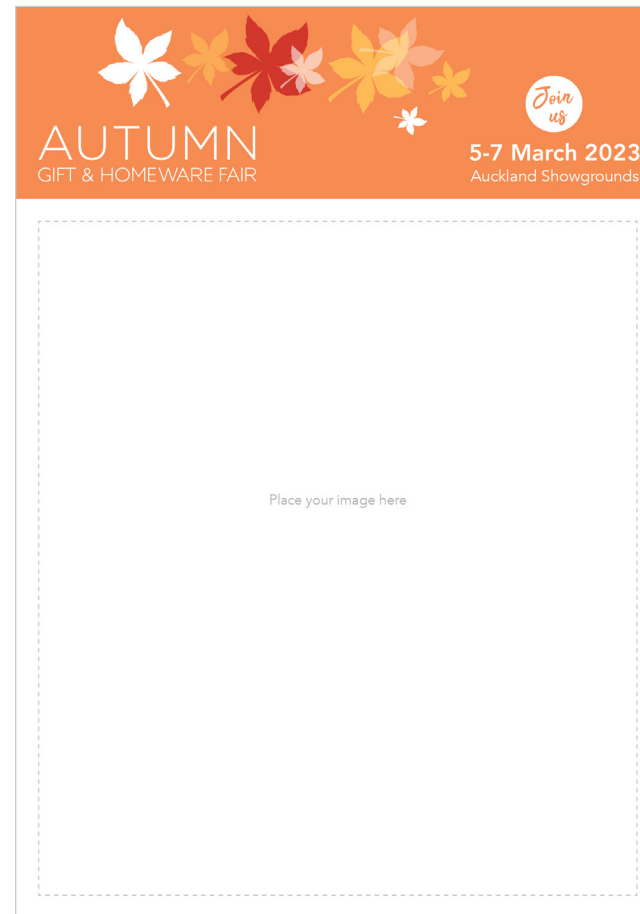 AUTUMN
GIFT & HOMEWARE FAIR
Join
us
5-7 March 2023
Auckland Showgrounds
Place your image here